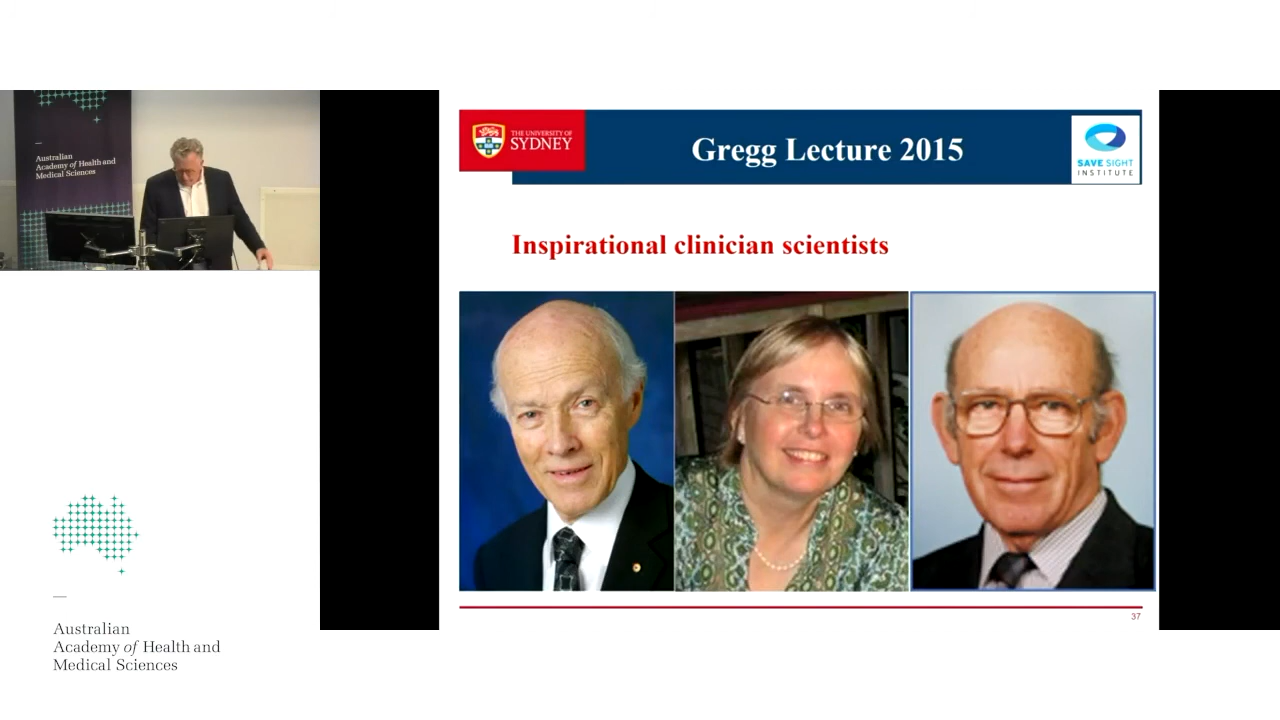 Australian
Academy of Health and
Medical Sciences
THE UNIVERSITY OF
SYDNEY
Gregg Lecture 2015
SAVE SIGHT
INSTITUTE
Inspirational clinician scientists
37
Australian
Academy of Health and
Medical Sciences